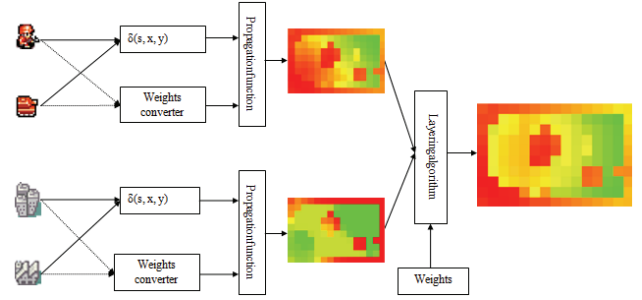 δ(s, x, y)
Weights
converter
Propagationfunction
δ(s, x, y)
Weights
converter
Propagationfunction
Layeringalgorithm
Weights